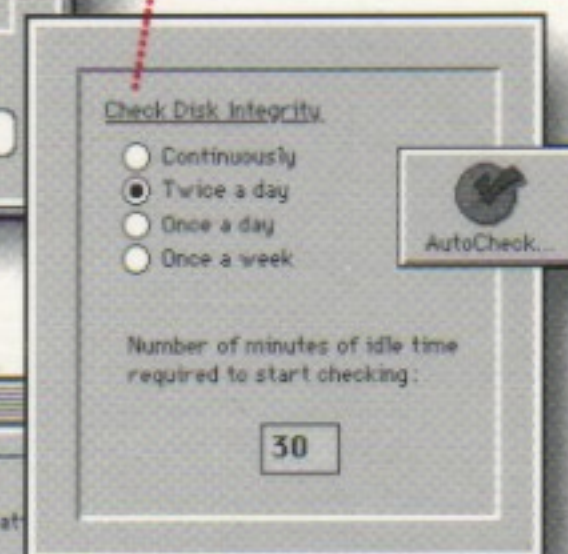 Check Disk Integrity
Continuously
Twice a day
Once a day
Once a week
AutoCheck...
Number of minutes of idle time
required to start checking:
30